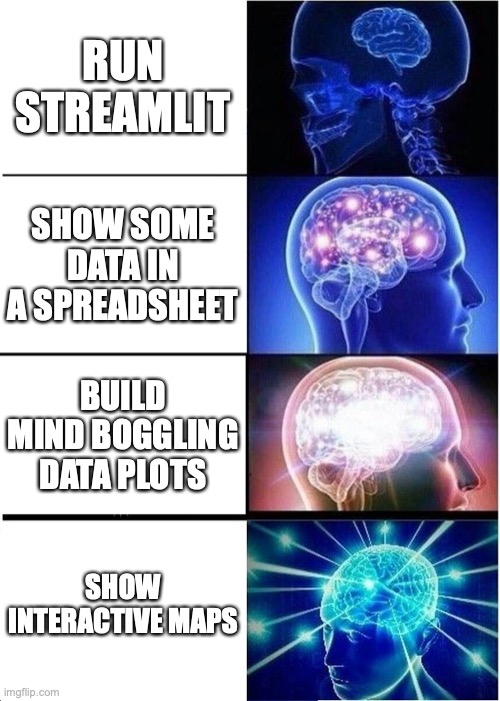 RUN
STREAMLIT
SHOW SOME
DATA IN
A SPREADSHEET
BUILD
MIND BOGGLING
DATA PLOTS
SHOW
INTERACTIVE MAPS
imgflip.com